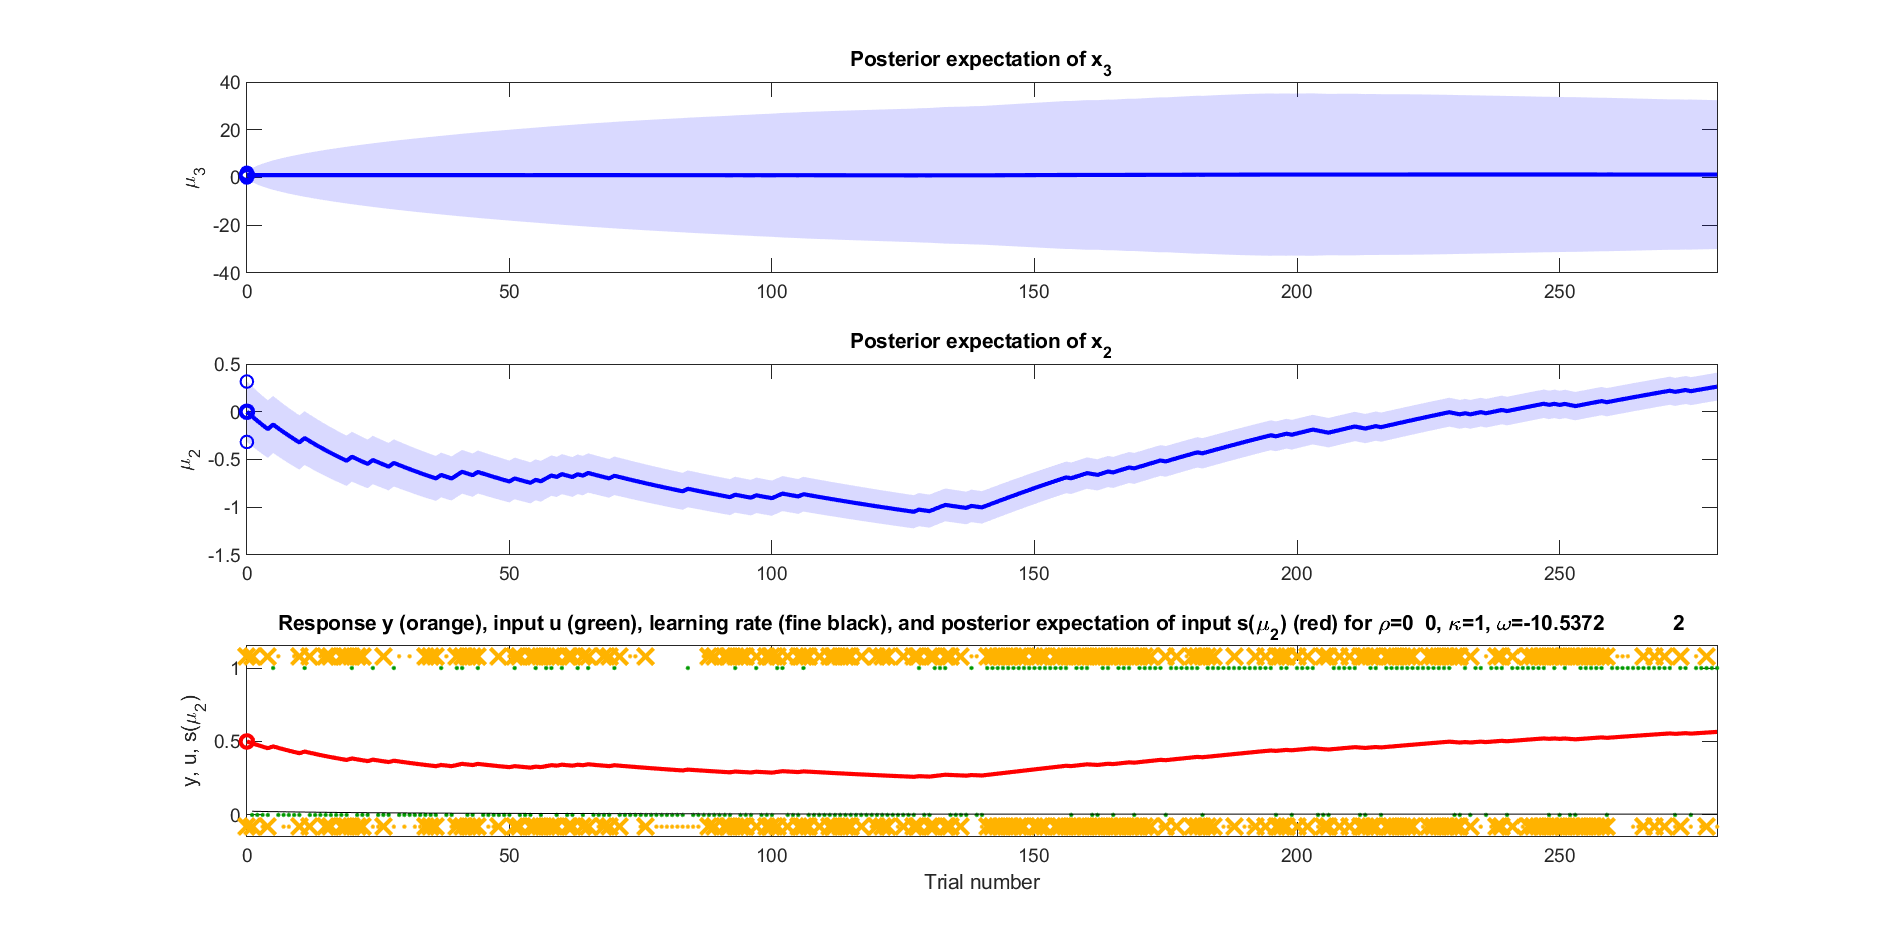 Posterior expectation of x3
μ3
40
20
0
-20
-40
0 50 100 150 200 250
Posterior expectation of x2
μ2
0.5
0
-0.5
-1
-1.5
0 50 100 150 200 250
Response y (orange), input u (green), learning rate (fine black), and posterior expectation of input s(μ2) (red) for ρ=0 0, κ=1, ω=-10.5372 2
y, u, s(μ2)
1
0.5
0
0 50 100 150 200 250
Trial number